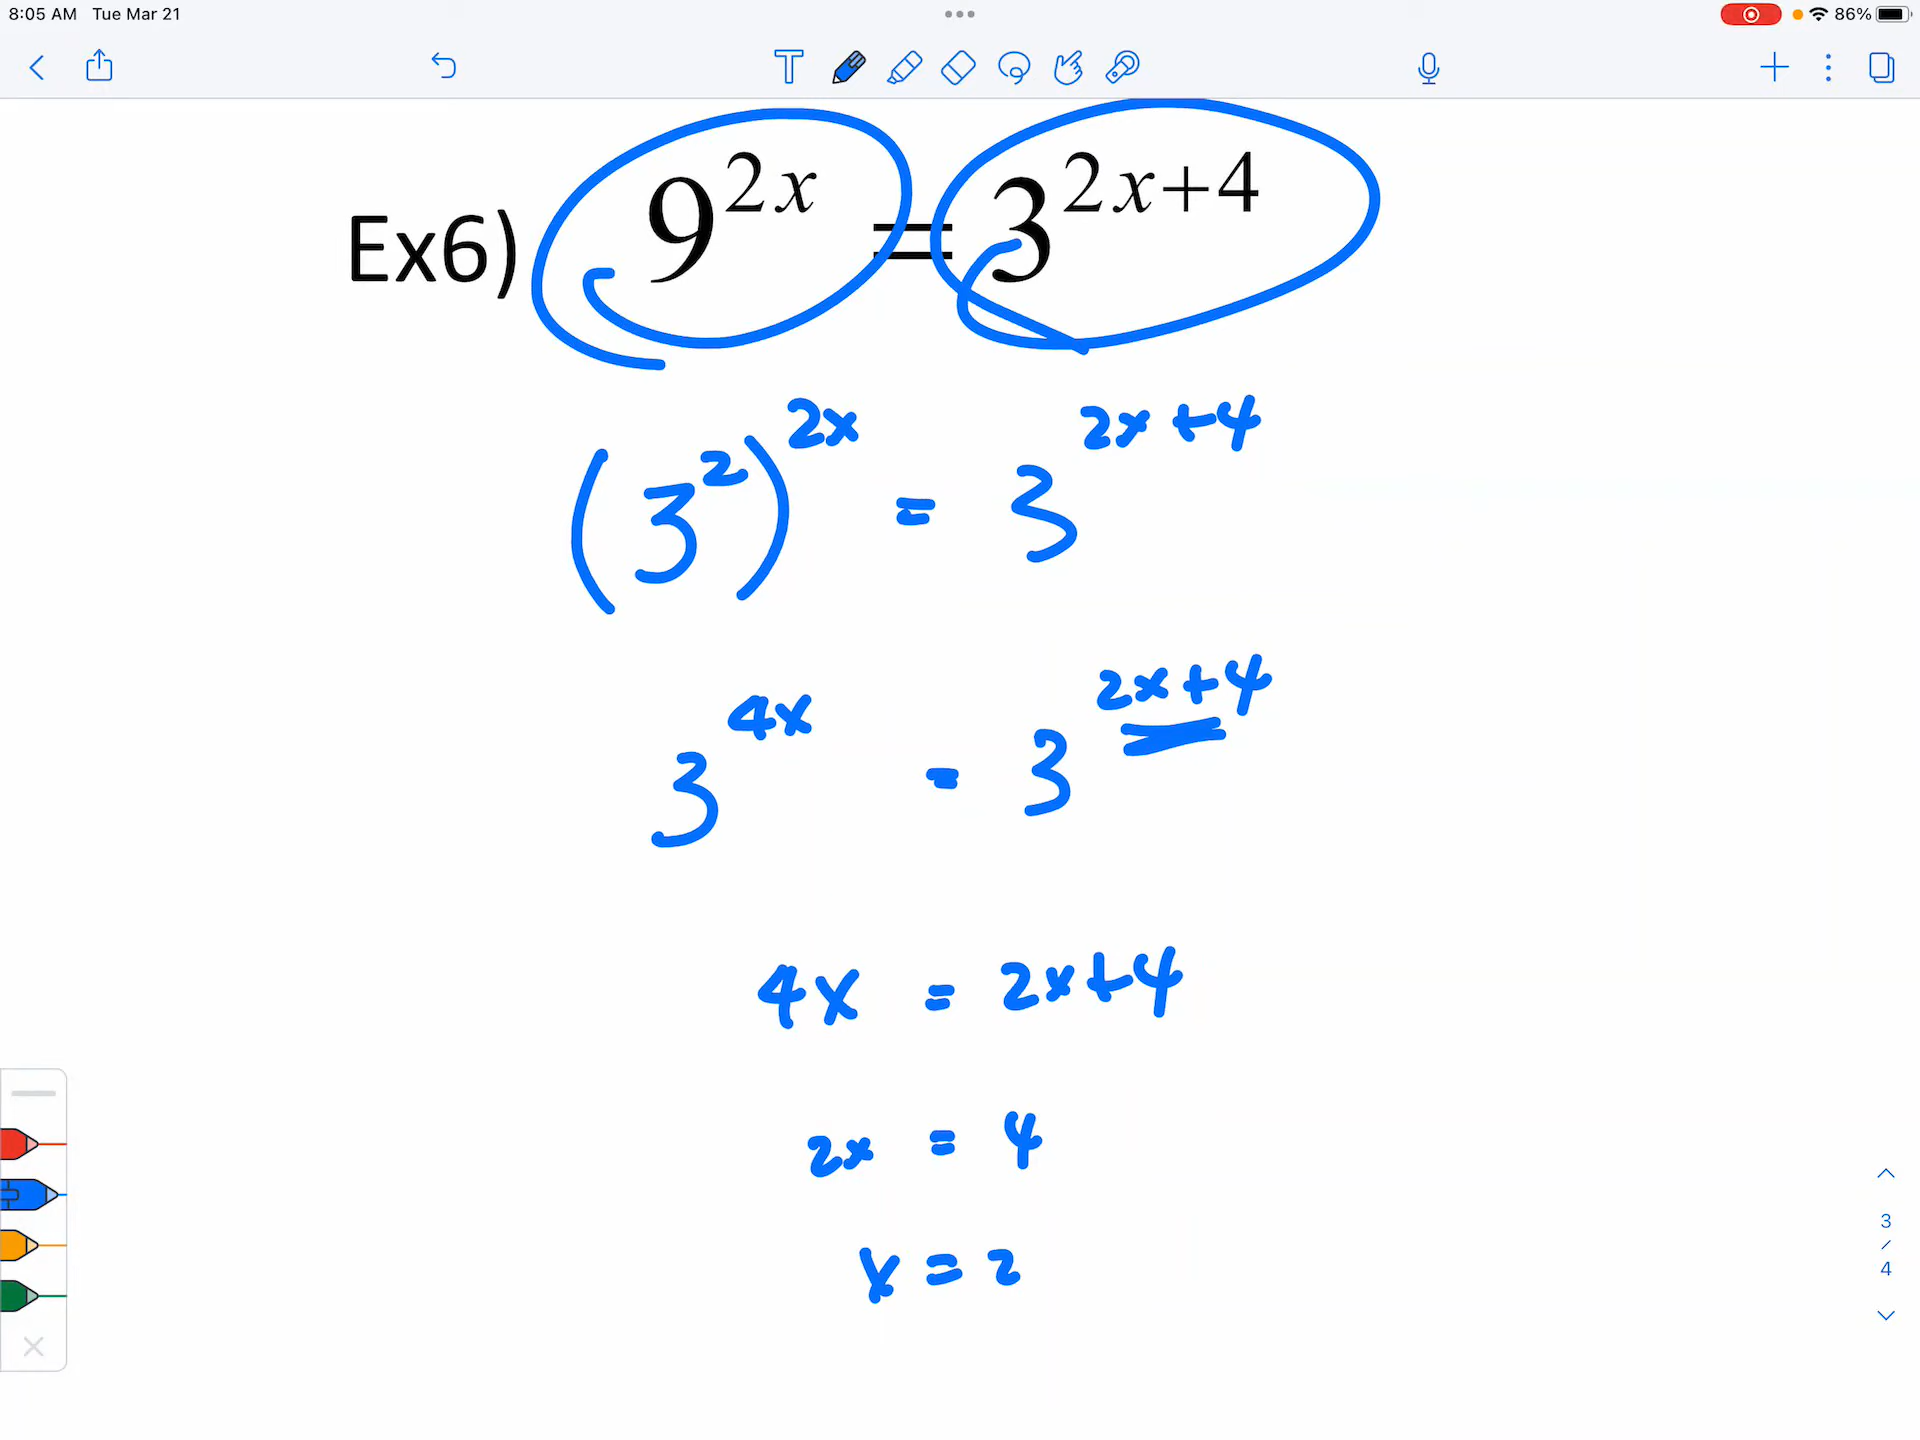 8:05 AM Tue Mar 21
86%
T
Ex6) 9^{2x} = 3^{2x+4}
(3^2)^{2x} = 3^{2x+4}
3^{4x} = 3^{2x+4}
4x = 2x+4
2x = 4
x = 2
3
/
4